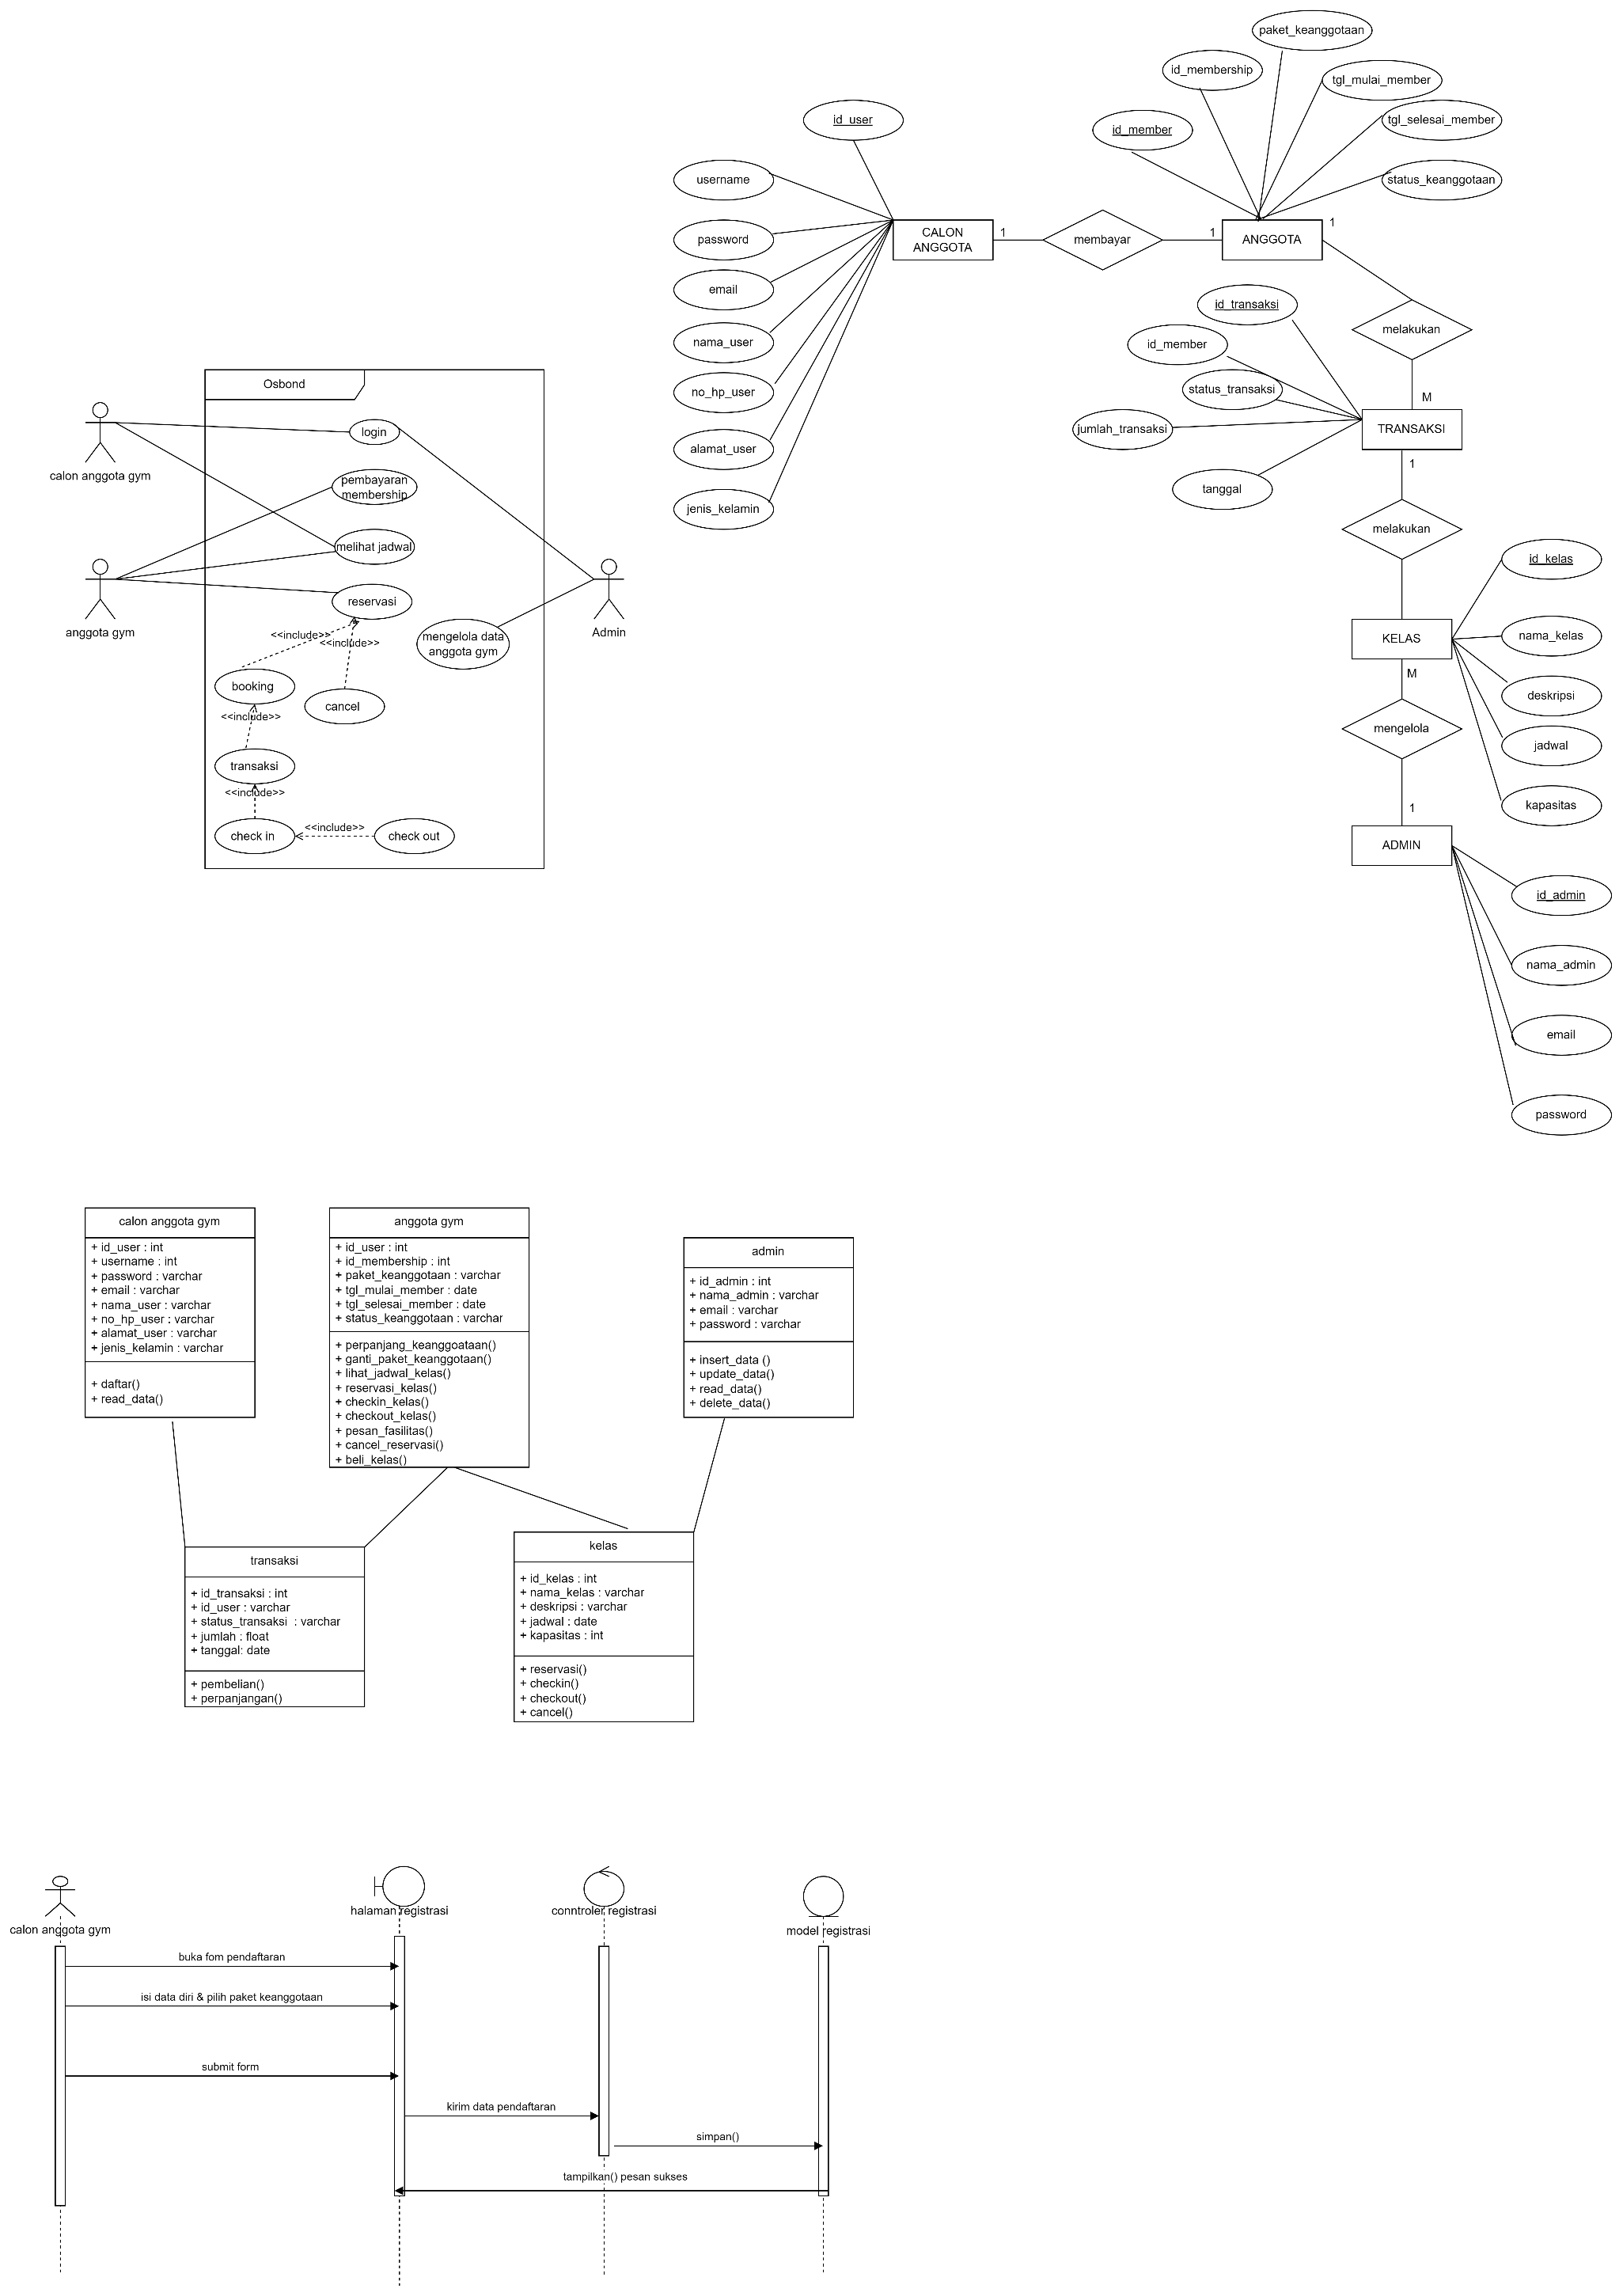 paket_keanggotaan
id_membership
tgl_mulai_member
id_user
id_member
tgl_selesai_member
username
status_keanggotaan
password
CALON
ANGGOTA
1
membayar
1
ANGGOTA
1
email
id_transaksi
nama_user
id_member
melakukan
no_hp_user
status_transaksi
M
jumlah_transaksi
TRANSAKSI
alamat_user
1
tanggal
jenis_kelamin
melakukan
id_kelas
KELAS
nama_kelas
M
deskripsi
mengelola
jadwal
1
kapasitas
ADMIN
id_admin
nama_admin
email
password
Osbond
login
calon anggota gym
pembayaran
membership
melihat jadwal
anggota gym
reservasi
Admin
<<include>>
<<include>>
mengelola data
anggota gym
booking
cancel
<<include>>
transaksi
<<include>>
check in
<<include>>
check out
calon anggota gym
+ id_user : int
+ username : int
+ password : varchar
+ email : varchar
+ nama_user : varchar
+ no_hp_user : varchar
+ alamat_user : varchar
+ jenis_kelamin : varchar
+ daftar()
+ read_data()
anggota gym
+ id_user : int
+ id_membership : int
+ paket_keanggotaan : varchar
+ tgl_mulai_member : date
+ tgl_selesai_member : date
+ status_keanggotaan : varchar
+ perpanjang_keanggoataan()
+ ganti_paket_keanggotaan()
+ lihat_jadwal_kelas()
+ reservasi_kelas()
+ checkin_kelas()
+ checkout_kelas()
+ pesan_fasilitas()
+ cancel_reservasi()
+ beli_kelas()
admin
+ id_admin : int
+ nama_admin : varchar
+ email : varchar
+ password : varchar
+ insert_data ()
+ update_data()
+ read_data()
+ delete_data()
transaksi
+ id_transaksi : int
+ id_user : varchar
+ status_transaksi  : varchar
+ jumlah : float
+ tanggal: date
+ pembelian()
+ perpanjangan()
kelas
+ id_kelas : int
+ nama_kelas : varchar
+ deskripsi : varchar
+ jadwal : date
+ kapasitas : int
+ reservasi()
+ checkin()
+ checkout()
+ cancel()
calon anggota gym
halaman registrasi
conntroler registrasi
model registrasi
buka fom pendaftaran
isi data diri & pilih paket keanggotaan
submit form
kirim data pendaftaran
simpan()
tampilkan() pesan sukses